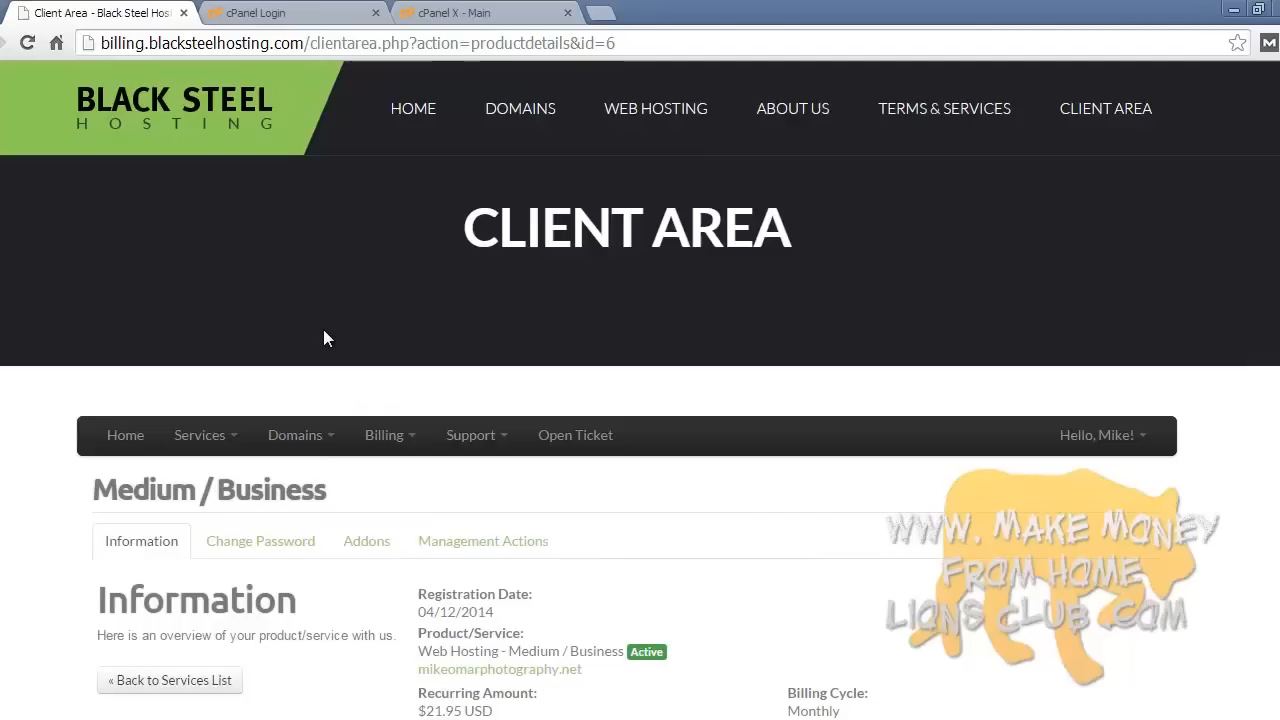 Client Area - Black Steel Hos
cPanel Login
cPanel X - Main
billing.blacksteelhosting.com/clientarea.php?action=productdetails&id=6
M
BLACK STEEL
HOSTING
HOME
DOMAINS
WEB HOSTING
ABOUT US
TERMS & SERVICES
CLIENT AREA
CLIENT AREA
Home
Services
Domains
Billing
Support
Open Ticket
Hello, Mike!
Medium / Business
Information
Change Password
Addons
Management Actions
Information
Here is an overview of your product/service with us.
« Back to Services List
Registration Date:
04/12/2014
Product/Service:
Web Hosting - Medium / Business Active
mikeomarphotography.net
Recurring Amount:
$21.95 USD
Billing Cycle:
Monthly
WWW. MAKE MONEY
FROM HOME
LIONS CLUB .COM